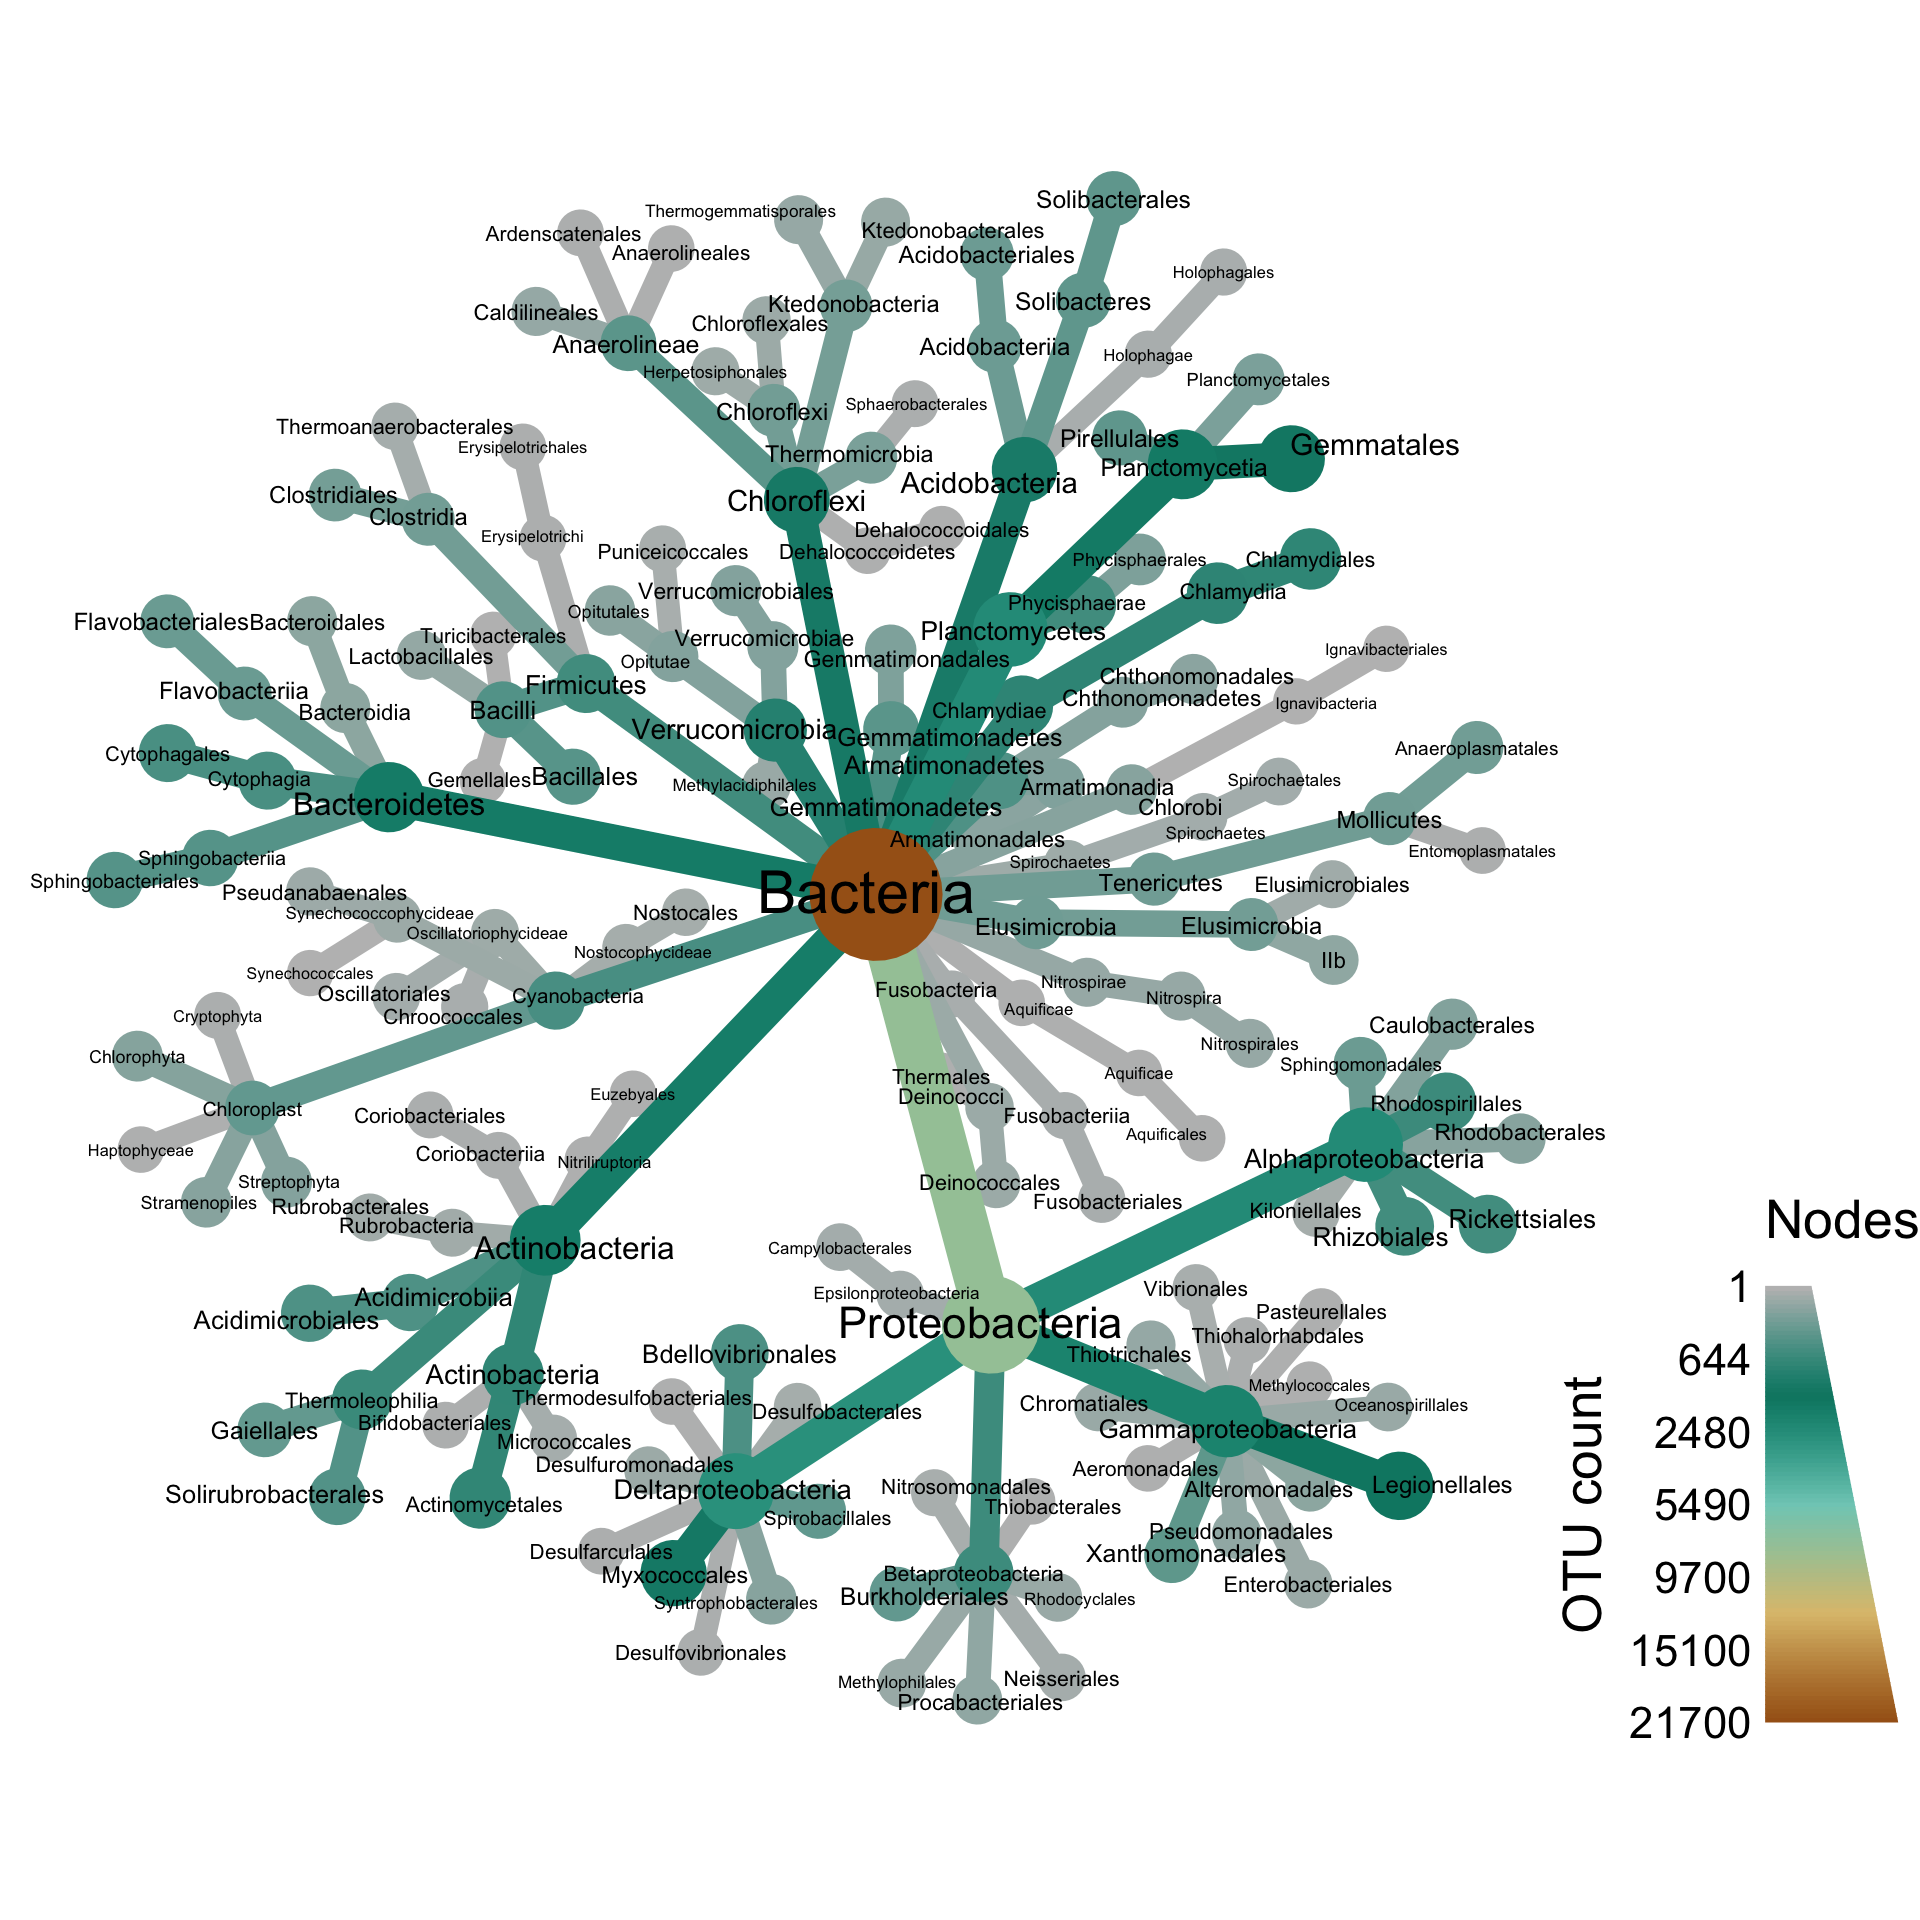 Solibacterales
Thermogemmatisporales
Ktedonobacterales
Ardenscatenales
Anaerolineales
Acidobacteriales
Holophagales
Ktedonobacteria
Solibacteres
Caldilineales
Chloroflexales
Anaerolineae
Acidobacteriia
Holophagae
Herpetosiphonales
Planctomycetales
Chloroflexi
Sphaerobacterales
Thermoanaerobacterales
Erysipelotrichales
Thermomicrobia
Pirellulales
Gemmatales
Planctomycetia
Acidobacteria
Clostridiales
Clostridia
Chloroflexi
Erysipelotrichi
Dehalococcoidales
Puniceicoccales
Dehalococcoidetes
Phycisphaerales
Chlamydiales
Verrucomicrobiales
Chlamydiia
Opitutales
Phycisphaerae
Flavobacteriales
Bacteroidales
Turicibacterales
Verrucomicrobiae
Planctomycetes
Lactobacillales
Opitutae
Gemmatimonadales
Ignavibacteriales
Flavobacteriia
Firmicutes
Chthonomonadales
Bacteroidia
Bacilli
Chlamydiae
Chthonomonadetes
Ignavibacteria
Verrucomicrobia
Gemmatimonadetes
Cytophagales
Armatimonadetes
Anaeroplasmatales
Cytophagia
Gemellales
Bacillales
Methylacidiphilales
Armatimonadia
Spirochaetales
Bacteroidetes
Gemmatimonadetes
Chlorobi
Mollicutes
Armatimonadales
Spirochaetes
Sphingobacteriia
Spirochaetes
Entomoplasmatales
Sphingobacteriales
Pseudanabaenales
Bacteria
Tenericutes
Elusimicrobiales
Synechococcophycideae
Nostocales
Oscillatoriophycideae
Elusimicrobia
Elusimicrobia
Nostocophycideae
IIb
Synechococcales
Oscillatoriales
Cyanobacteria
Fusobacteria
Nitrospirae
Nitrospira
Chroococcales
Aquificae
Cryptophyta
Caulobacterales
Chlorophyta
Nitrospirales
Sphingomonadales
Thermales
Aquificae
Chloroplast
Euzebyales
Deinococci
Rhodospirillales
Coriobacteriales
Fusobacteriia
Aquificales
Rhodobacterales
Haptophyceae
Coriobacteriia
Nitriliruptoria
Alphaproteobacteria
Streptophyta
Deinococcales
Stramenopiles
Rubrobacterales
Fusobacteriales
Kiloniellales
Nodes
Rubrobacteria
Rhizobiales
Rickettsiales
Actinobacteria
Campylobacterales
Epsilonproteobacteria
Vibrionales
1
Acidimicrobiia
Acidimicrobiales
Proteobacteria
Pasteurellales
Thiohalorhabdales
Bdellovibrionales
Thiotrichales
644
Actinobacteria
Methylococcales
Thermoleophilia
Thermodesulfobacteriales
Desulfobacterales
Chromatiales
Oceanospirillales
Bifidobacteriales
Gaiellales
Micrococcales
Gammaproteobacteria
2480
Desulfuromonadales
Aeromonadales
Solirubrobacterales
Deltaproteobacteria
Nitrosomonadales
Alteromonadales
Legionellales
Actinomycetales
Spirobacillales
Thiobacterales
OTU count
5490
Desulfarculales
Pseudomonadales
Xanthomonadales
Myxococcales
Betaproteobacteria
Syntrophobacterales
Burkholderiales
Rhodocyclales
Enterobacteriales
9700
Desulfovibrionales
15100
Methylophilales
Neisseriales
Procabacteriales
21700